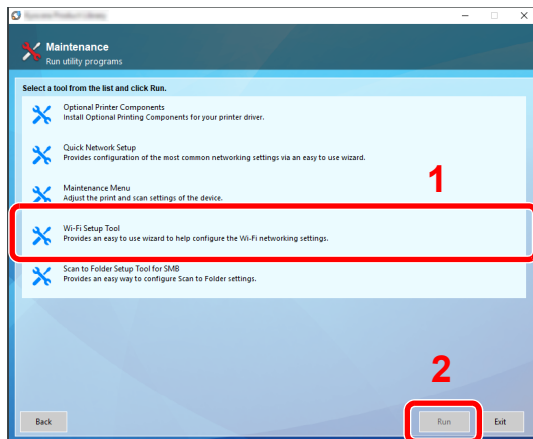 Maintenance
Run utility programs
Select a tool from the list and click Run.
Optional Printer Components
Install Optional Printing Components for your printer driver.
Quick Network Setup
Provides configuration of the most common networking settings via an easy to use wizard.
1
Maintenance Menu
Adjust the print and scan settings of the device.
Wi-Fi Setup Tool
Provides an easy to use wizard to help configure the Wi-Fi networking settings.
Scan to Folder Setup Tool for SMB
Provides an easy way to configure Scan to Folder settings.
2
Back
Run
Exit